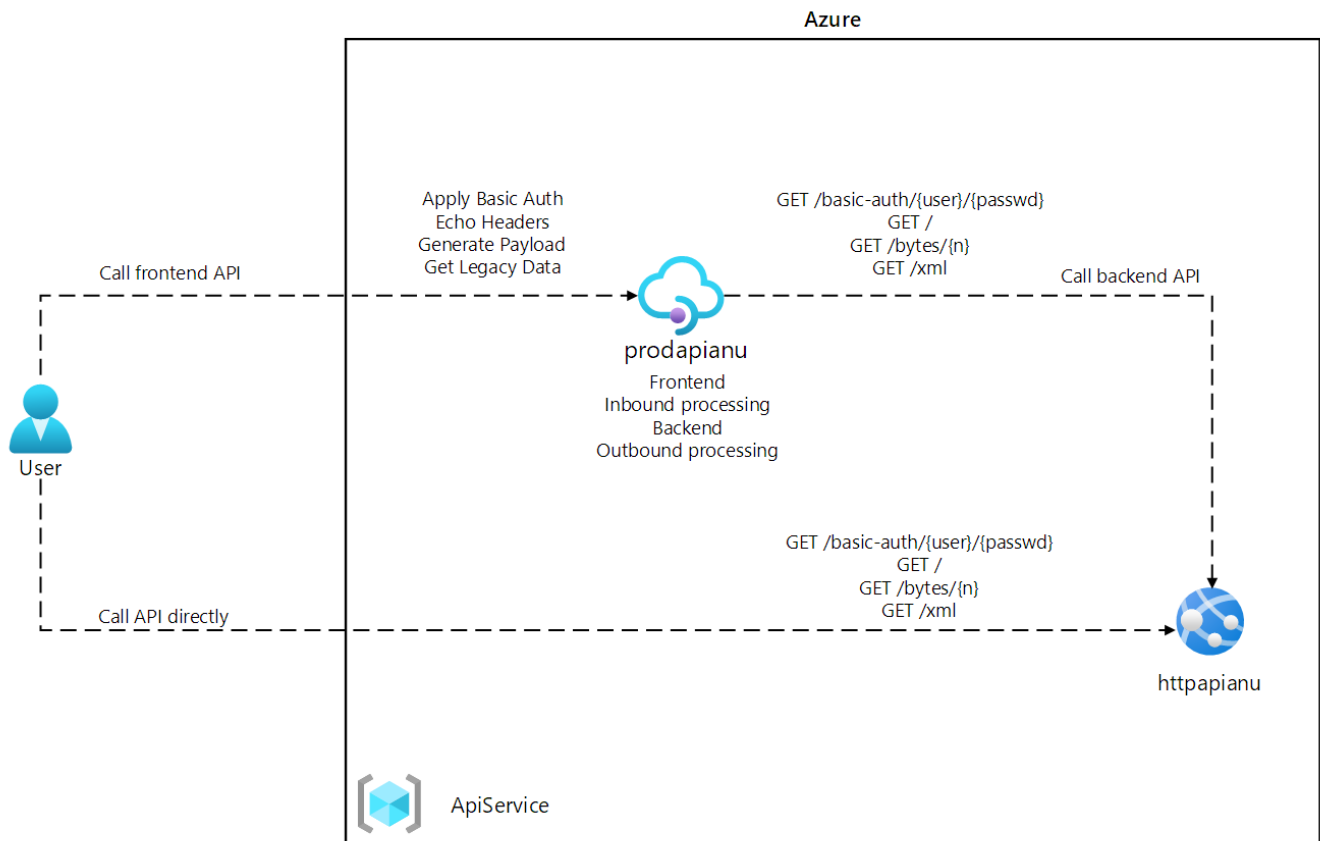 Azure
Apply Basic Auth
Echo Headers
Generate Payload
Get Legacy Data
GET /basic-auth/{user}/{passwd}
GET /
GET /bytes/{n}
GET /xml
Call frontend API
Call backend API
prodapianu
Frontend
Inbound processing
Backend
Outbound processing
User
GET /basic-auth/{user}/{passwd}
GET /
GET /bytes/{n}
GET /xml
Call API directly
httpapianu
ApiService